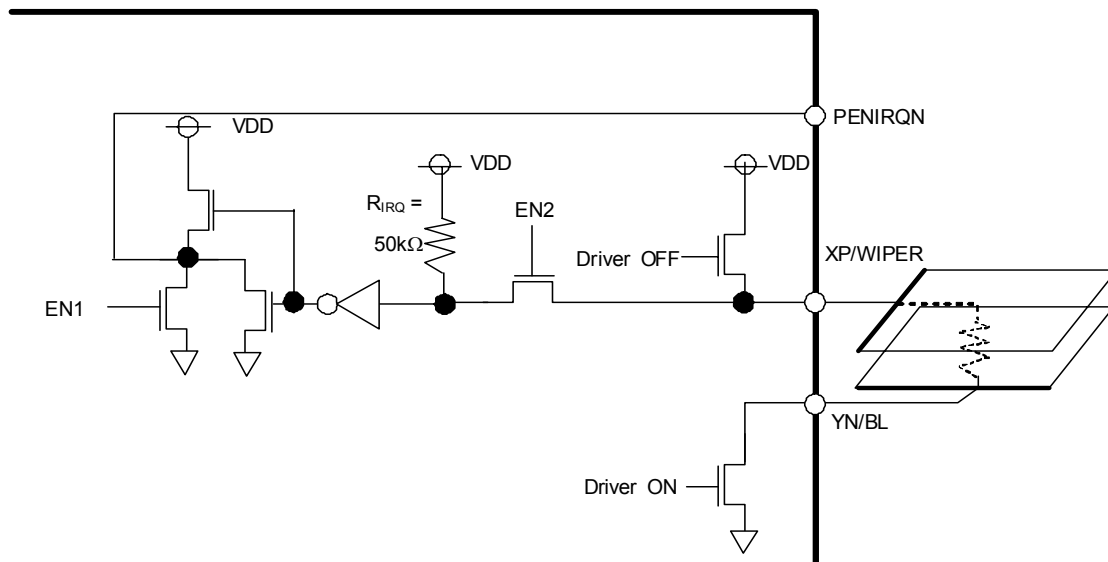 PENIRQN
VDD
VDD
VDD
RIRQ =
50kΩ
EN2
Driver OFF
XP/WIPER
EN1
YN/BL
Driver ON